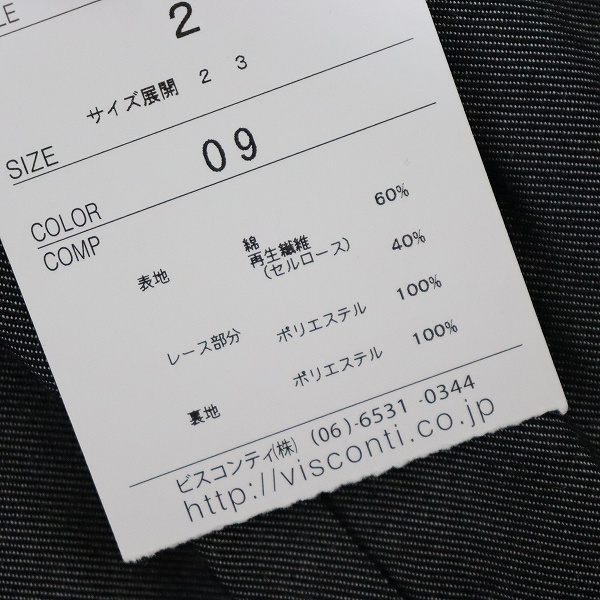 2
サイズ展開 2 3
SIZE 09
COLOR
COMP
表地 綿 60%
再生繊維 40%
(セルロース)
レース部分 ポリエステル 100%
裏地 ポリエステル 100%
ビスコンティ(株) (06)-6531-0344
http://visconti.co.jp